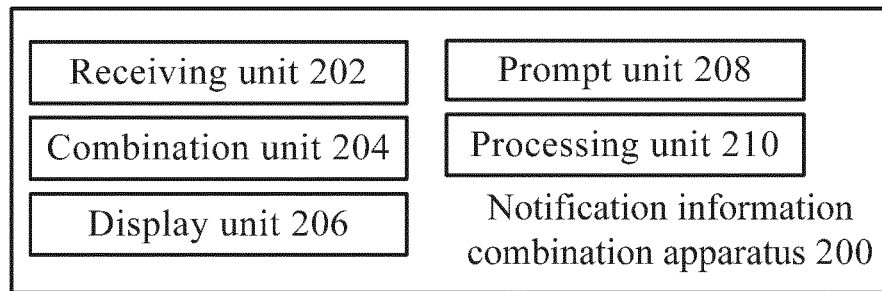 Receiving unit 202
Combination unit 204
Display unit 206
Prompt unit 208
Processing unit 210
Notification information
combination apparatus 200